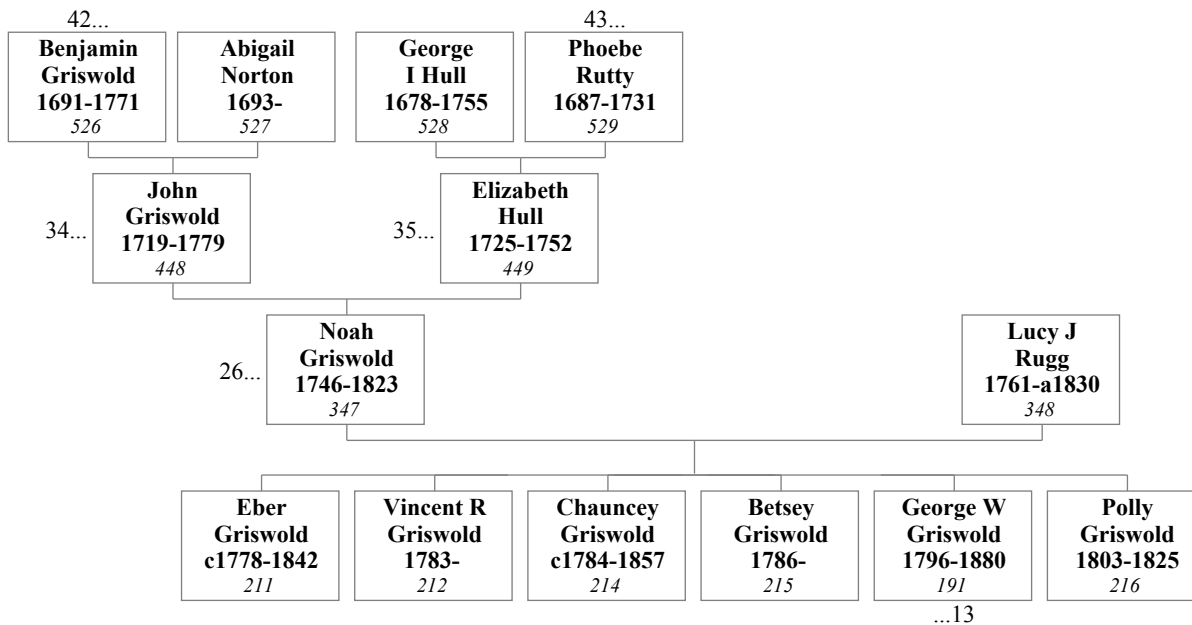 42...
43...
Benjamin
Griswold
1691-1771
526
Abigail
Norton
1693-
527
George
I Hull
1678-1755
528
Phoebe
Rutty
1687-1731
529
34...
John
Griswold
1719-1779
448
35...
Elizabeth
Hull
1725-1752
449
26...
Noah
Griswold
1746-1823
347
Lucy J
Rugg
1761-a1830
348
Eber
Griswold
c1778-1842
211
Vincent R
Griswold
1783-
212
Chauncey
Griswold
c1784-1857
214
Betsey
Griswold
1786-
215
George W
Griswold
1796-1880
191
Polly
Griswold
1803-1825
216
...13